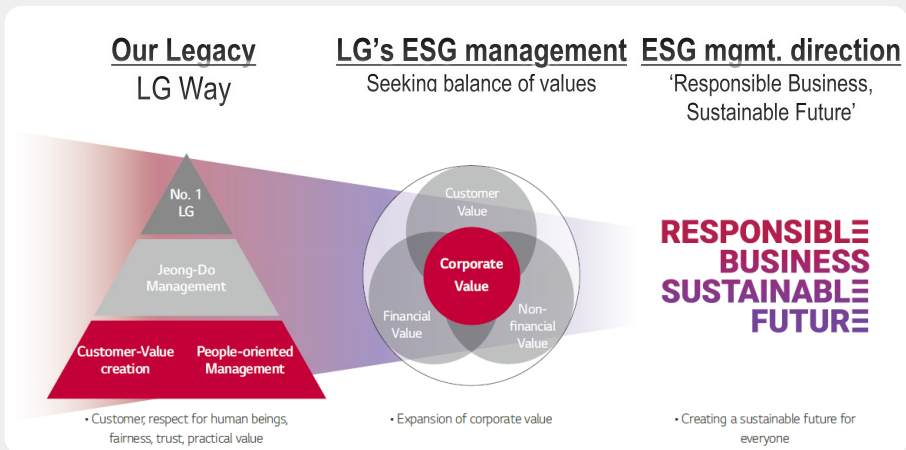 Our Legacy
LG Way
No. 1
LG
Jeong-Do
Management
Customer-Value
creation
People-oriented
Management
• Customer, respect for human beings,
fairness, trust, practical value
LG's ESG management
Seeking balance of values
Customer
Value
Corporate
Value
Financial
Value
Non-
financial
Value
• Expansion of corporate value
ESG mgmt. direction
‘Responsible Business,
Sustainable Future’
RESPONSIBLE
BUSINESS
SUSTAINABLE
FUTURE
• Creating a sustainable future for
everyone